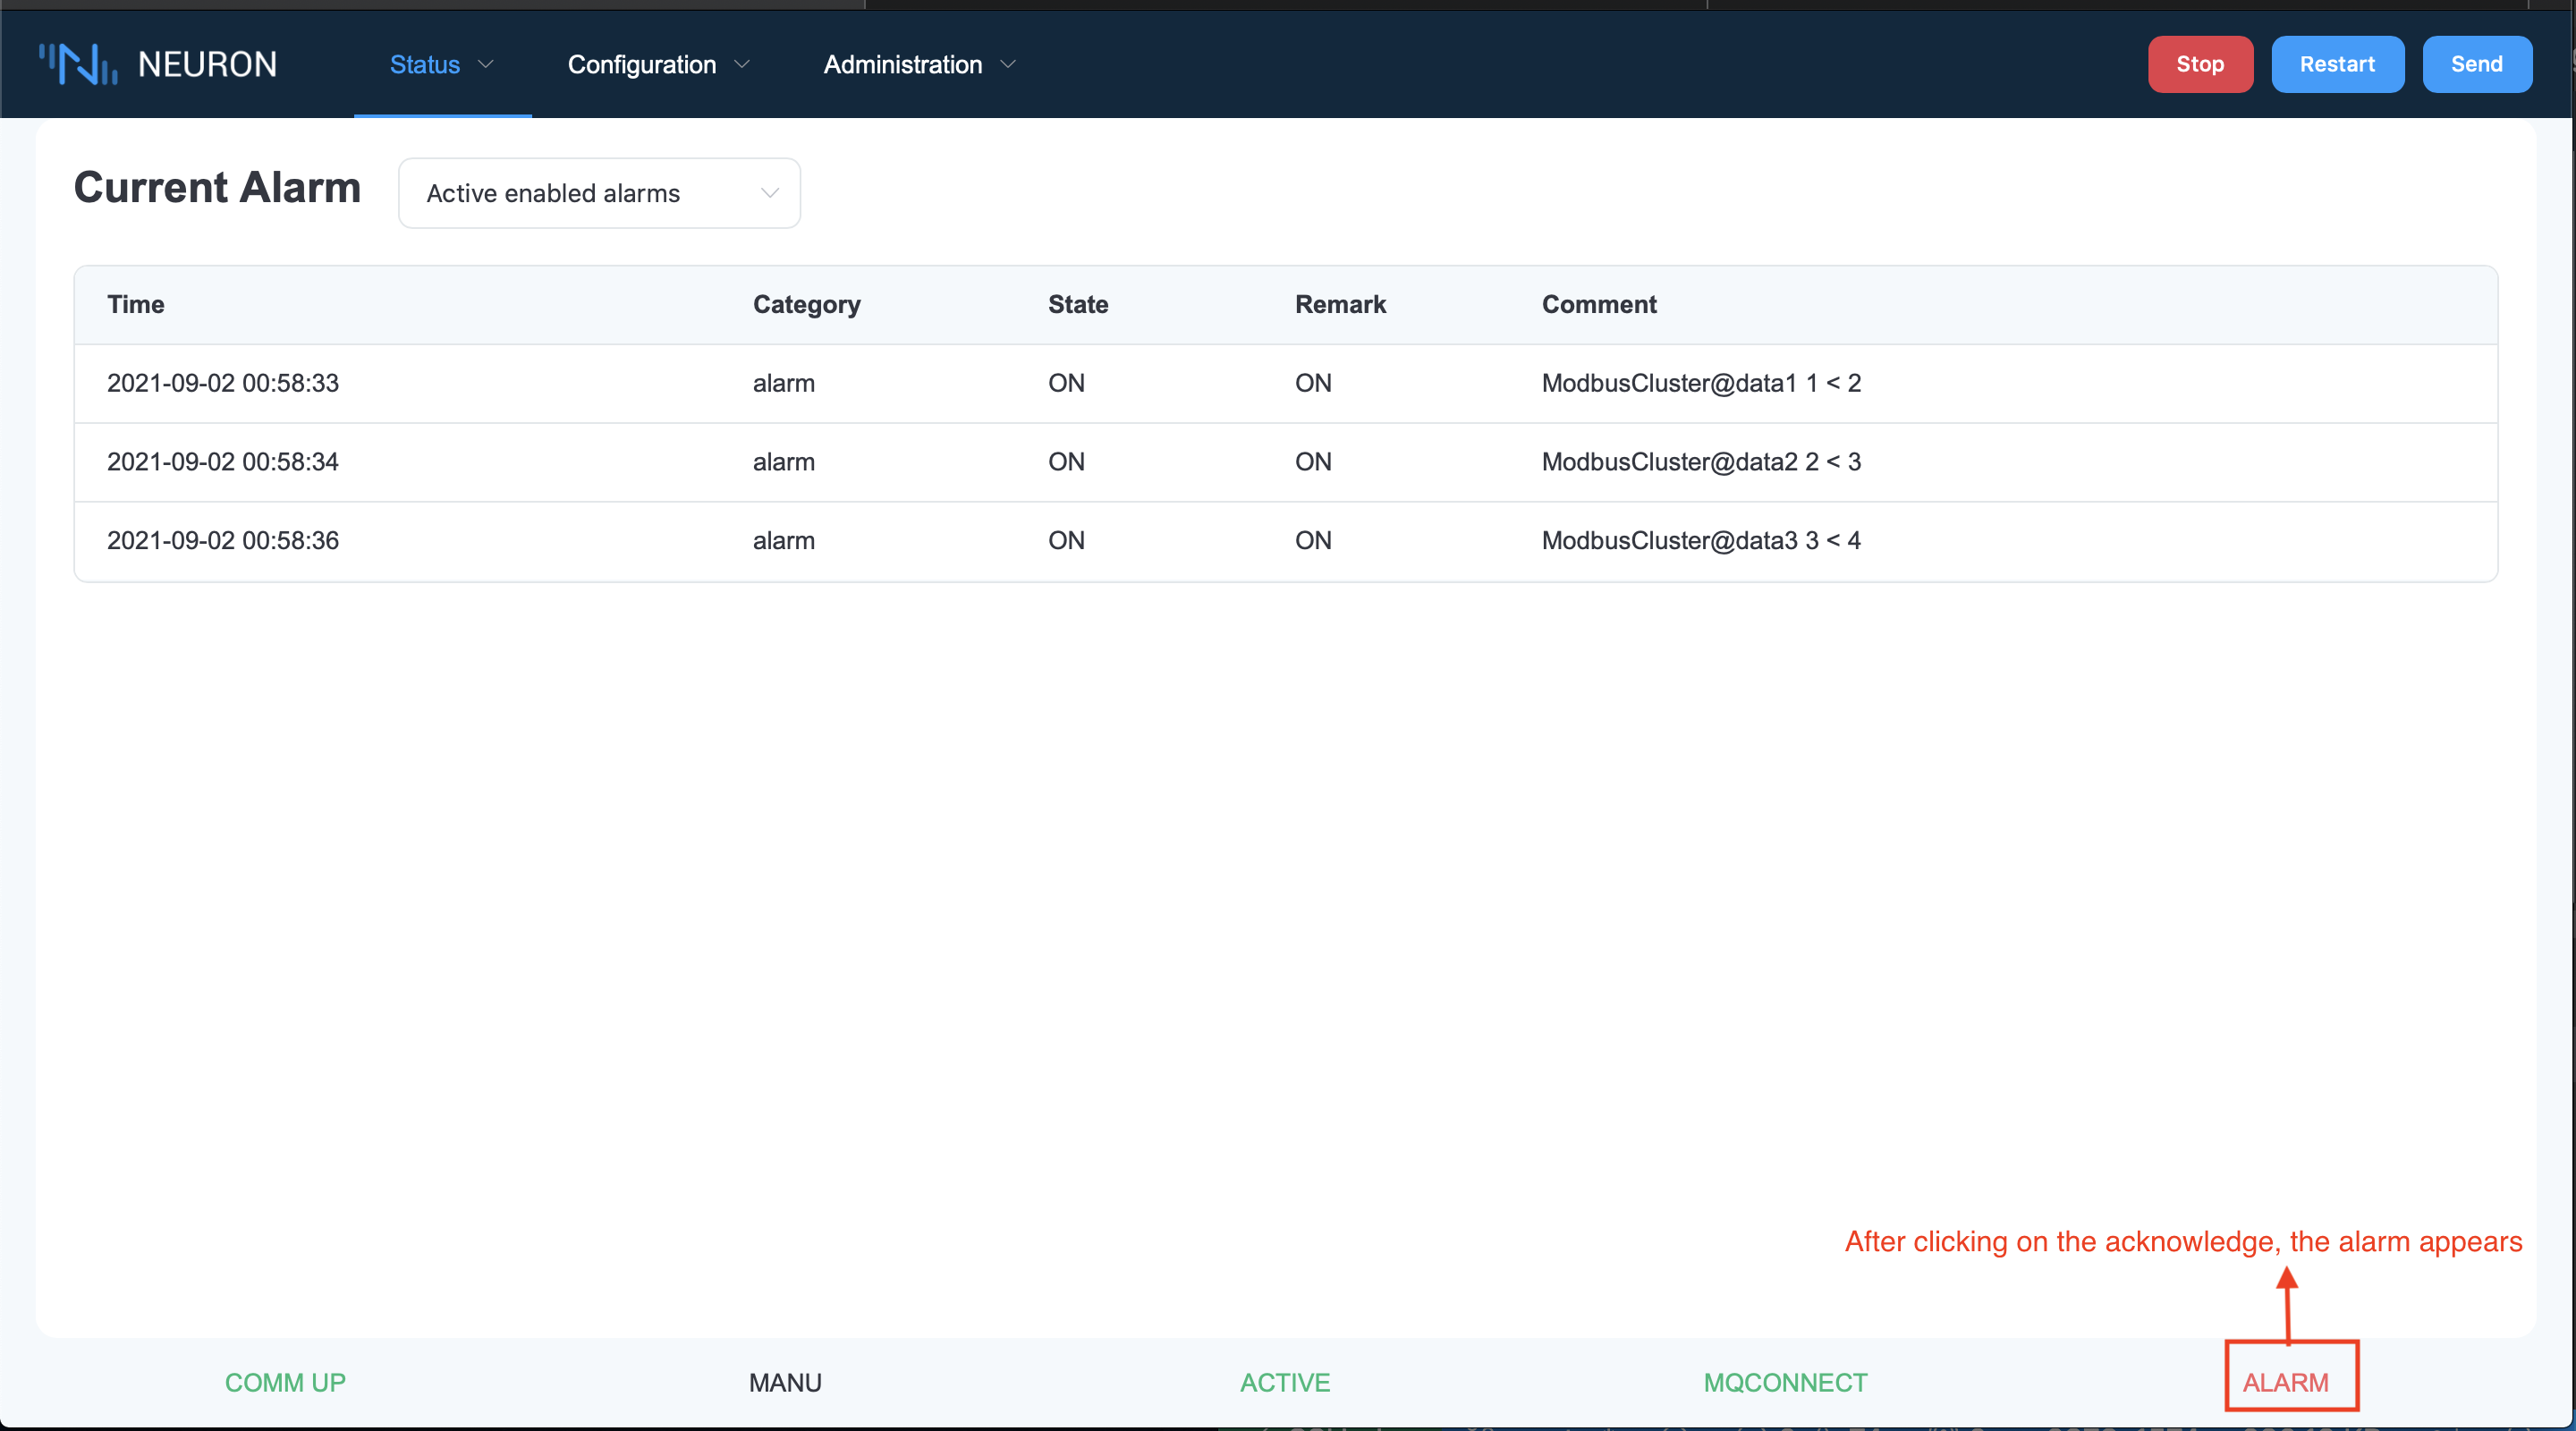 NEURON Status Configuration Administration Stop Restart Send
Current Alarm Active enabled alarms
Time Category State Remark Comment
2021-09-02 00:58:33 alarm ON ON ModbusCluster@data1 1 < 2
2021-09-02 00:58:34 alarm ON ON ModbusCluster@data2 2 < 3
2021-09-02 00:58:36 alarm ON ON ModbusCluster@data3 3 < 4
After clicking on the acknowledge, the alarm appears
COMM UP MANU ACTIVE MQCONNECT ALARM